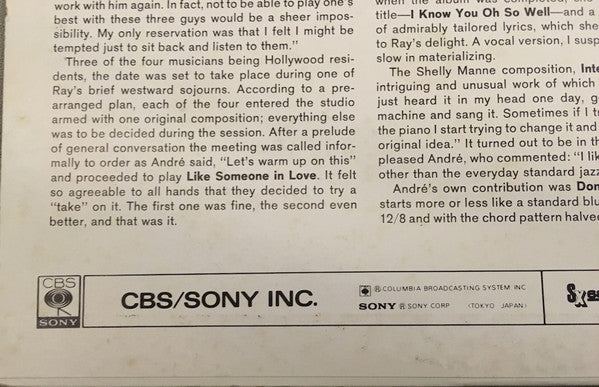 work with him again. In fact, not to be able to play one's
best with these three guys would be a sheer impos-
sibility. My only reservation was that I felt I might be
tempted just to sit back and listen to them."
Three of the four musicians being Hollywood resi-
dents, the date was set to take place during one of
Ray's brief westward sojourns. According to a pre-
arranged plan, each of the four entered the studio
armed with one original composition; everything else
was to be decided during the session. After a prelude
of general conversation the meeting was called infor-
mally to order as André said, "Let's warm up on this"
and proceeded to play Like Someone in Love. It felt
so agreeable to all hands that they decided to try a
"take" on it. The first one was fine, the second even
better, and that was it.
title—I Know You Oh So Well—and a
of admirably tailored lyrics, which she
to Ray's delight. A vocal version, I susp
slow in materializing.
The Shelly Manne composition, Inte
intriguing and unusual work of which
just heard it in my head one day, g
machine and sang it. Sometimes if I t
the piano I start trying to change it and
original idea." It turned out to be in th
pleased André, who commented: "I lik
other than the everyday standard jazz
André's own contribution was Don
starts more or less like a standard blu
12/8 and with the chord pattern halve
CBS
SONY
CBS/SONY INC.
® COLUMBIA BROADCASTING SYSTEM INC
SONY ® SONY CORP (TOKYO JAPAN)